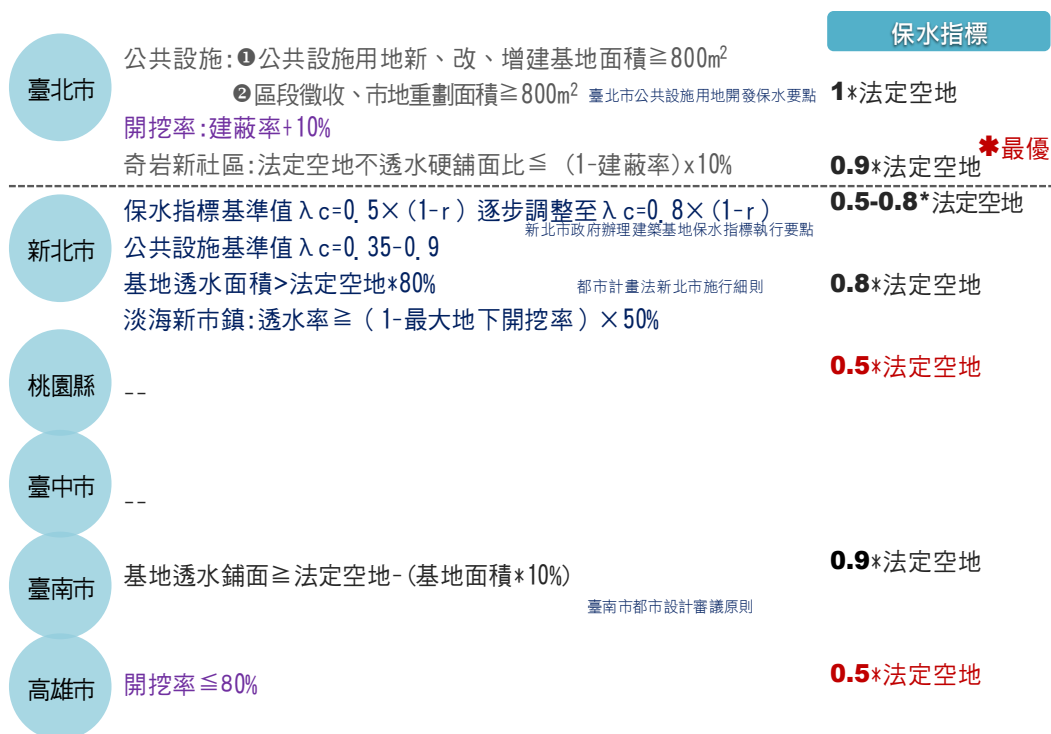 保水指標
臺北市
公共設施:❶公共設施用地新、改、增建基地面積≧800m²
❷區段徵收、市地重劃面積≧800m² 臺北市公共設施用地開發保水要點 1*法定空地
開挖率:建蔽率+10%
奇岩新社區:法定空地不透水硬舖面比≦ (1-建蔽率)x10% 0.9*法定空地 ✱最優
新北市
保水指標基準值λc=0.5×(1-r) 逐步調整至λc=0.8×(1-r) 0.5-0.8*法定空地
新北市政府辦理建築基地保水指標執行要點
公共設施基準值λc=0.35-0.9
基地透水面積>法定空地*80% 都市計畫法新北市施行細則 0.8*法定空地
淡海新市鎮:透水率≧ ( 1-最大地下開挖率 ) ×50%
桃園縣
-- 0.5*法定空地
臺中市
--
臺南市
基地透水鋪面≧法定空地-(基地面積*10%) 0.9*法定空地
臺南市都市設計審議原則
高雄市
開挖率≦80% 0.5*法定空地